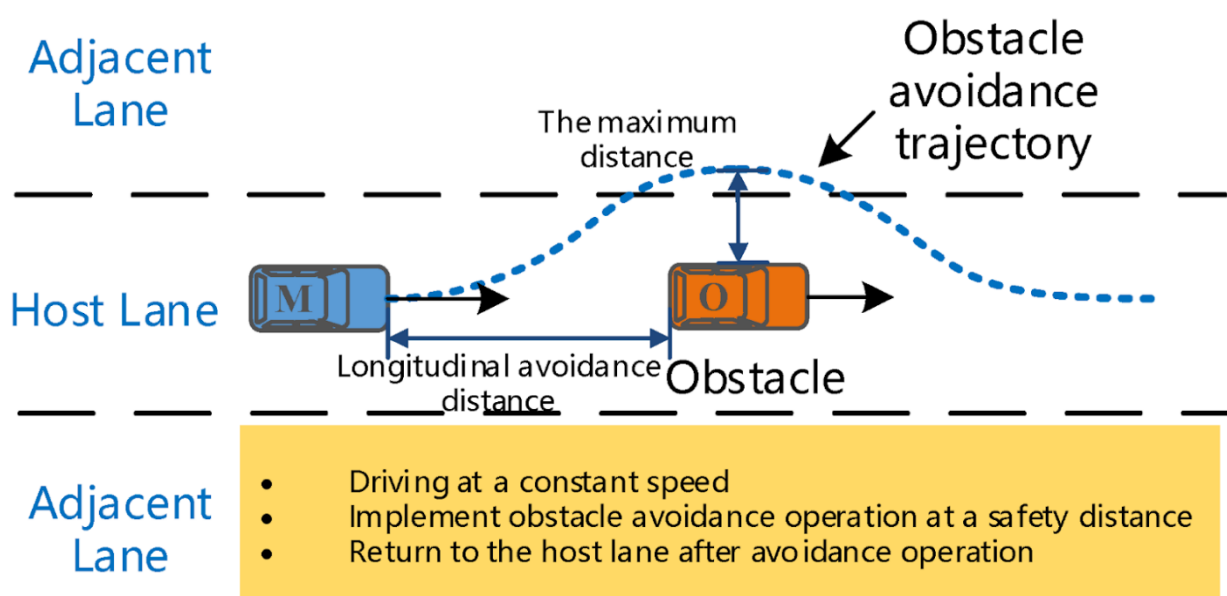 Adjacent
Lane
Obstacle
avoidance
trajectory
The maximum
distance
Host Lane
M
O
Longitudinal avoidance
distance
Obstacle
Adjacent
Lane
• Driving at a constant speed
• Implement obstacle avoidance operation at a safety distance
• Return to the host lane after avoidance operation